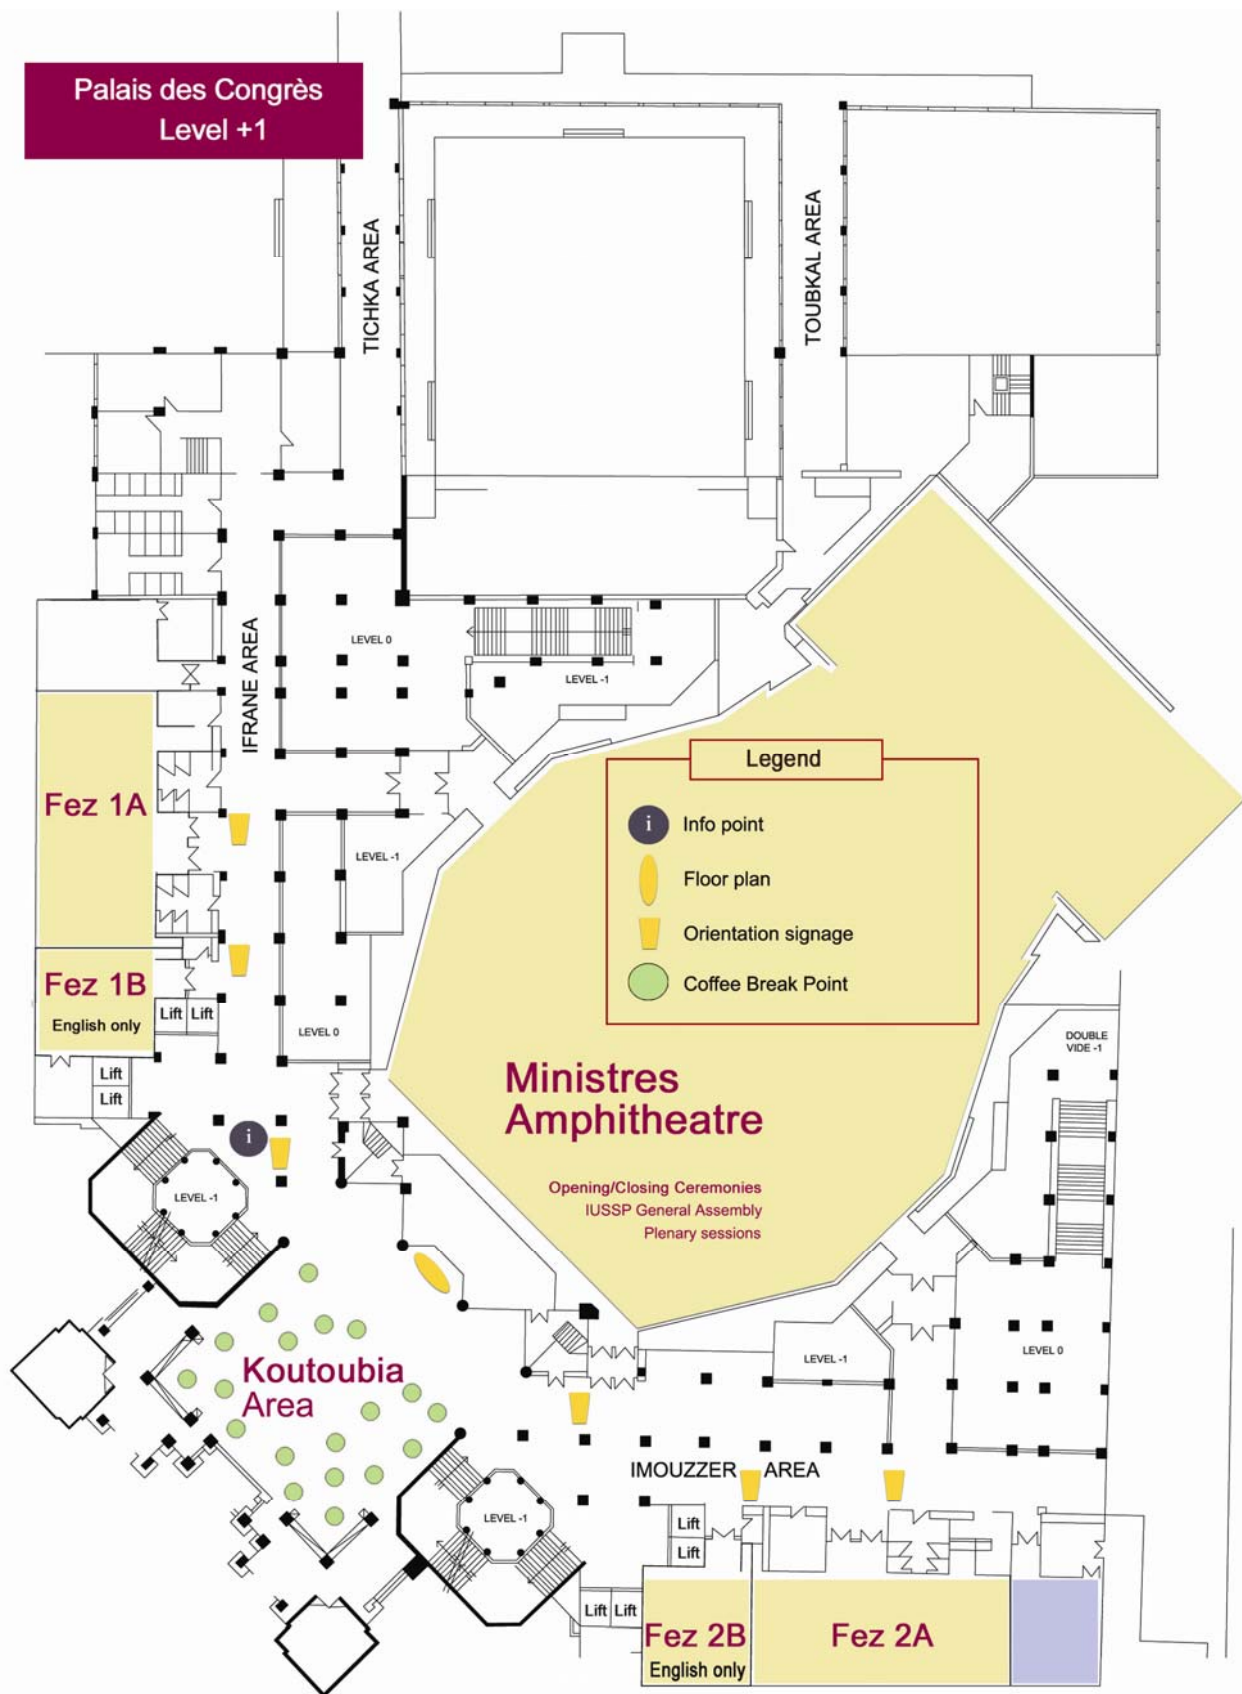 Palais des Congrès
Level +1
TICHKA AREA
TOUBKAL AREA
IFRANE AREA
LEVEL 0
LEVEL -1
Fez 1A
LEVEL -1
Legend
i Info point
Floor plan
Orientation signage
Coffee Break Point
Fez 1B
English only
Lift Lift
LEVEL 0
Lift
Lift
DOUBLE
VIDE -1
Ministres
Amphitheatre
Opening/Closing Ceremonies
IUSSP General Assembly
Plenary sessions
i
LEVEL -1
Koutoubia
Area
LEVEL -1
LEVEL 0
IMOUZZER AREA
LEVEL -1
Lift
Lift
Lift Lift
Fez 2B
English only
Fez 2A